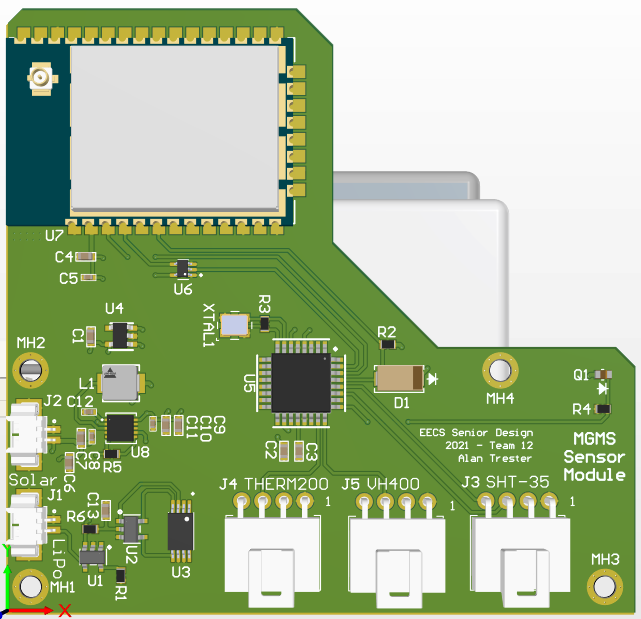 U7
C4
C5
U6
U4
C1
XTAL1
R3
R2
MH2
L1
U5
D1
MH4
Q1
R4
J2
C12
C7
C8
R5
U8
C11
C10
C9
C2
C3
EECS Senior Design
2021 - Team 12
Alan Trester
MGMS
Sensor
Module
Solar
C6
J1
C13
R6
J4 THERM200
1
J5 VH400
1
J3 SHT-35
1
LiPo
U2
U3
U1
R1
MH1
MH3
Y
X